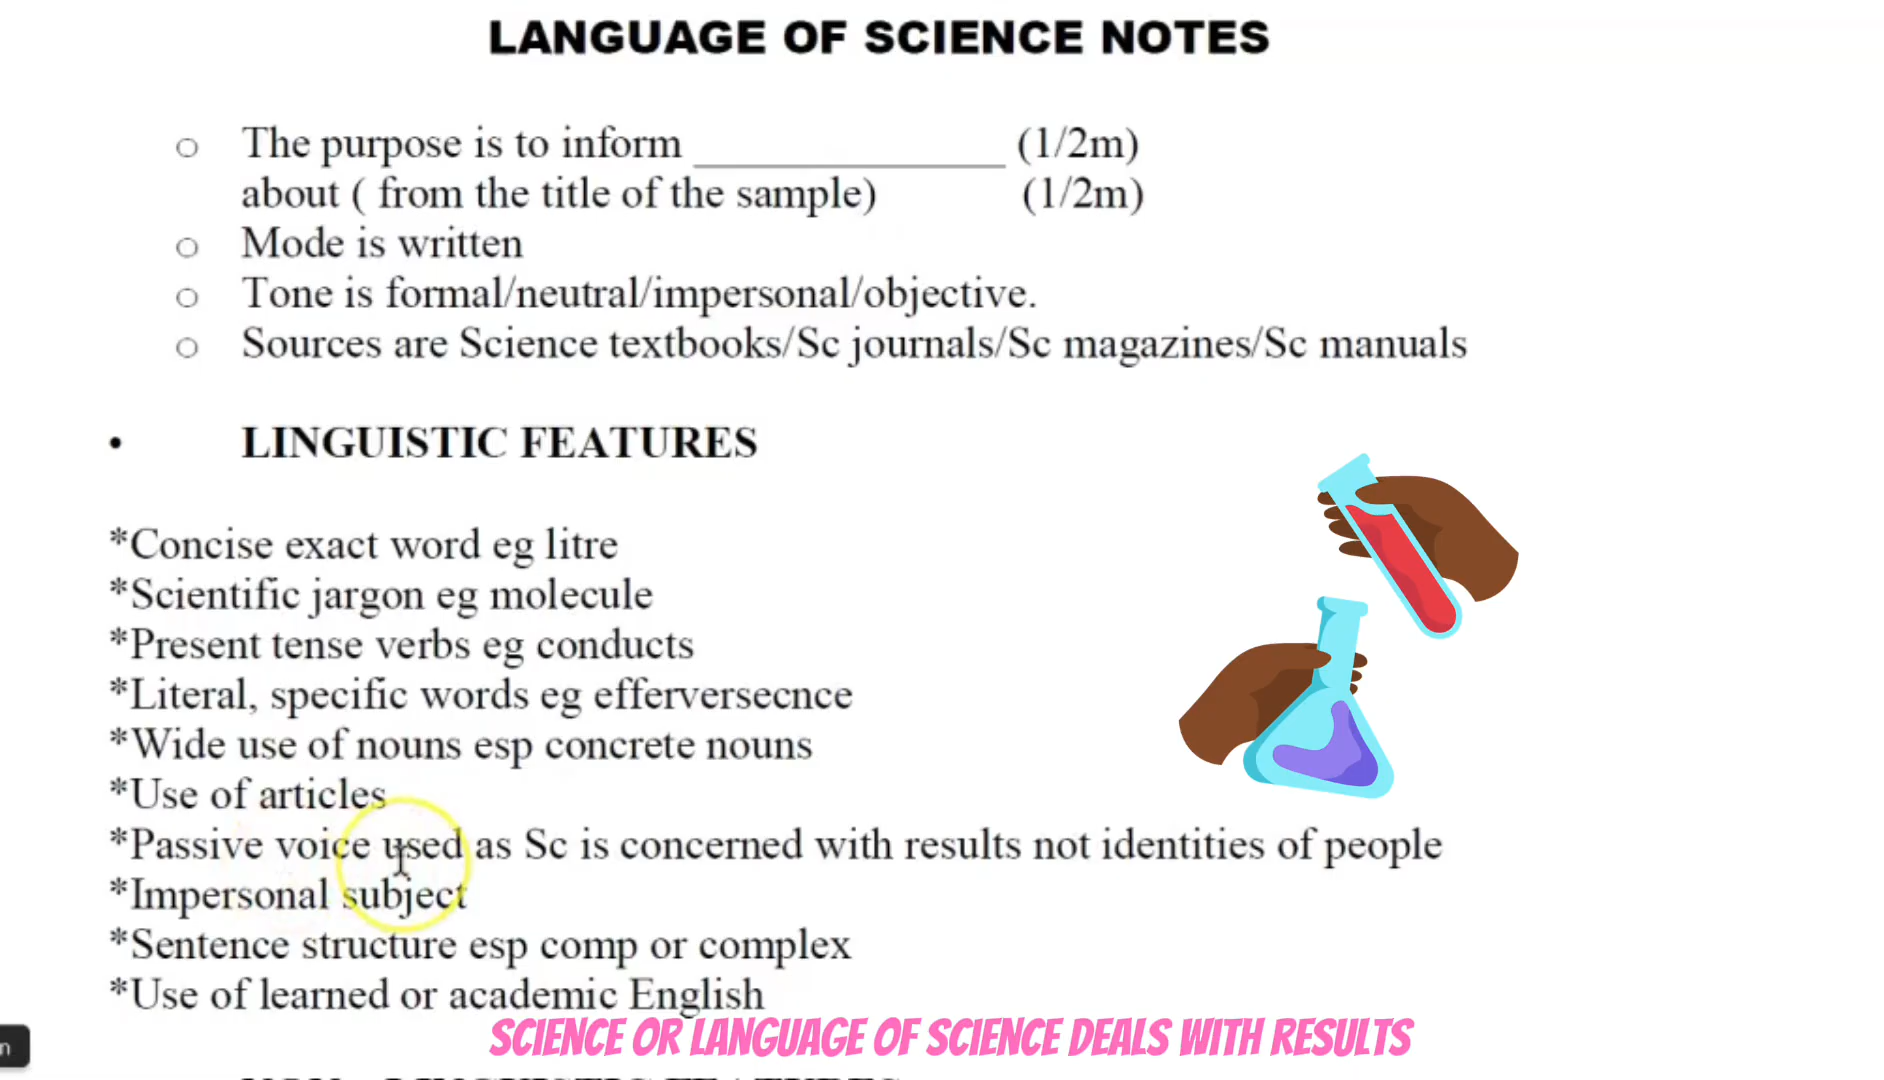 LANGUAGE OF SCIENCE NOTES
o The purpose is to inform ______________ (1/2m)
about ( from the title of the sample) (1/2m)
o Mode is written
o Tone is formal/neutral/impersonal/objective.
o Sources are Science textbooks/Sc journals/Sc magazines/Sc manuals
• LINGUISTIC FEATURES
*Concise exact word eg litre
*Scientific jargon eg molecule
*Present tense verbs eg conducts
*Literal, specific words eg efferversecnce
*Wide use of nouns esp concrete nouns
*Use of articles
*Passive voice used as Sc is concerned with results not identities of people
*Impersonal subject
*Sentence structure esp comp or complex
*Use of learned or academic English
SCIENCE OR LANGUAGE OF SCIENCE DEALS WITH RESULTS